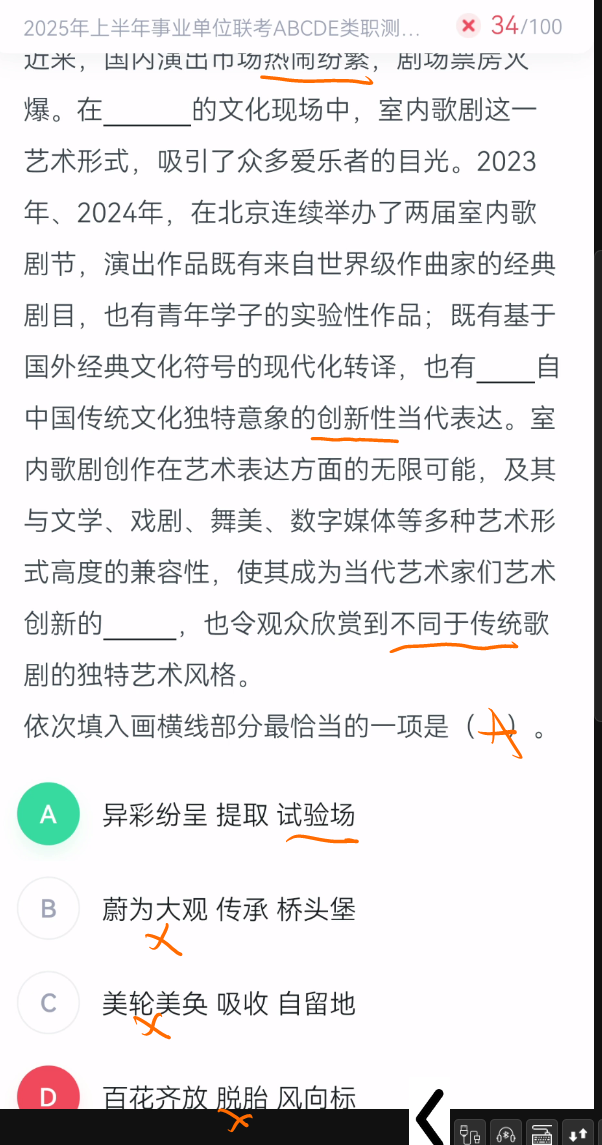 2025年上半年事业单位联考ABCDE类职测... 34/100
近来，国内演出市场热闹纷繁，剧场票房火
爆。在______的文化现场中，室内歌剧这一
艺术形式，吸引了众多爱乐者的目光。2023
年、2024年，在北京连续举办了两届室内歌
剧节，演出作品既有来自世界级作曲家的经典
剧目，也有青年学子的实验性作品；既有基于
国外经典文化符号的现代化转译，也有____自
中国传统文化独特意象的创新性当代表达。室
内歌剧创作在艺术表达方面的无限可能，及其
与文学、戏剧、舞美、数字媒体等多种艺术形
式高度的兼容性，使其成为当代艺术家们艺术
创新的_____，也令观众欣赏到不同于传统歌
剧的独特艺术风格。
依次填入画横线部分最恰当的一项是（A）。
A 异彩纷呈 提取 试验场
B 蔚为大观 传承 桥头堡
C 美轮美奂 吸收 自留地
D 百花齐放 脱胎 风向标